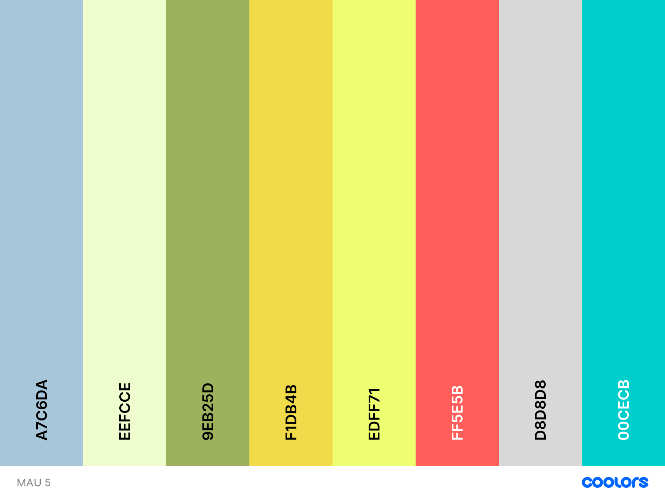 A7C6DA
EEFCCE
9EB25D
F1DB4B
EDFF71
FF5E5B
D8D8D8
00CECB
MAU 5
coolors